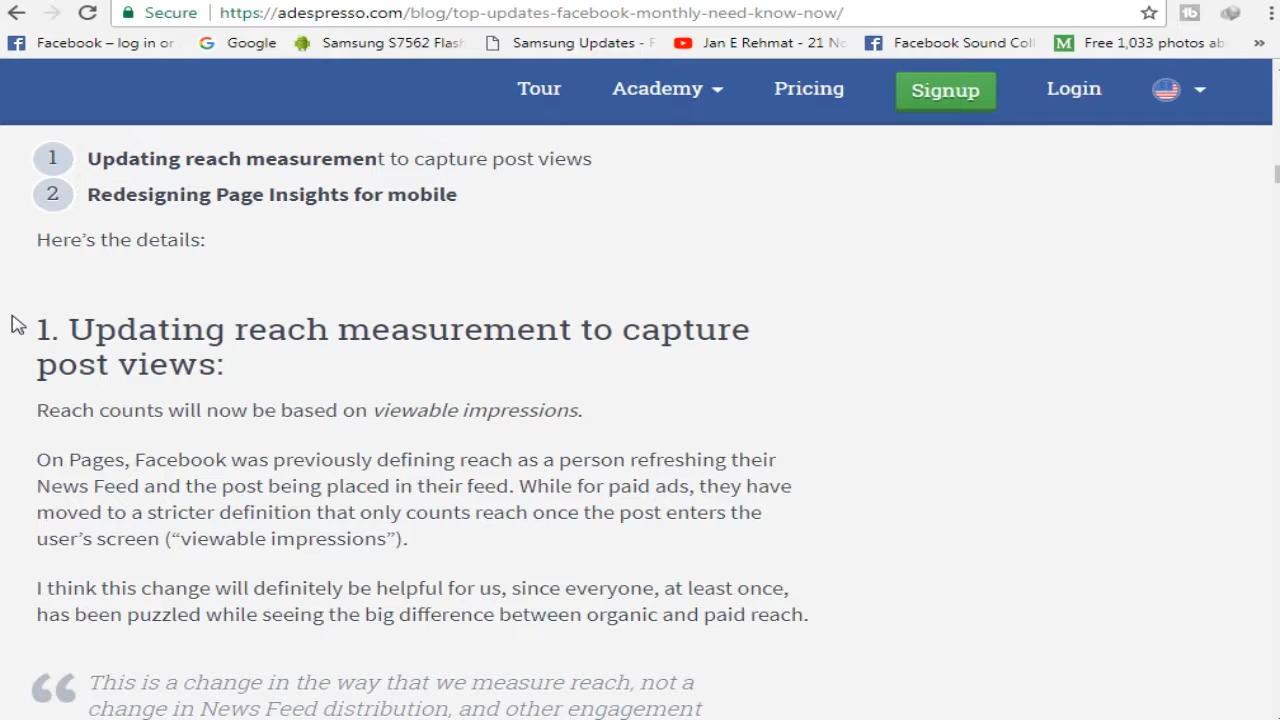 Secure https://adespresso.com/blog/top-updates-facebook-monthly-need-know-now/
Facebook – log in or Google Samsung S7562 Flash Samsung Updates - F Jan E Rehmat - 21 No Facebook Sound Coll M Free 1,033 photos ab »
Tour Academy Pricing Signup Login
1 Updating reach measurement to capture post views
2 Redesigning Page Insights for mobile
Here’s the details:
1. Updating reach measurement to capture
post views:
Reach counts will now be based on viewable impressions.
On Pages, Facebook was previously defining reach as a person refreshing their
News Feed and the post being placed in their feed. While for paid ads, they have
moved to a stricter definition that only counts reach once the post enters the
user’s screen (“viewable impressions”).
I think this change will definitely be helpful for us, since everyone, at least once,
has been puzzled while seeing the big difference between organic and paid reach.
“ This is a change in the way that we measure reach, not a
change in News Feed distribution, and other engagement